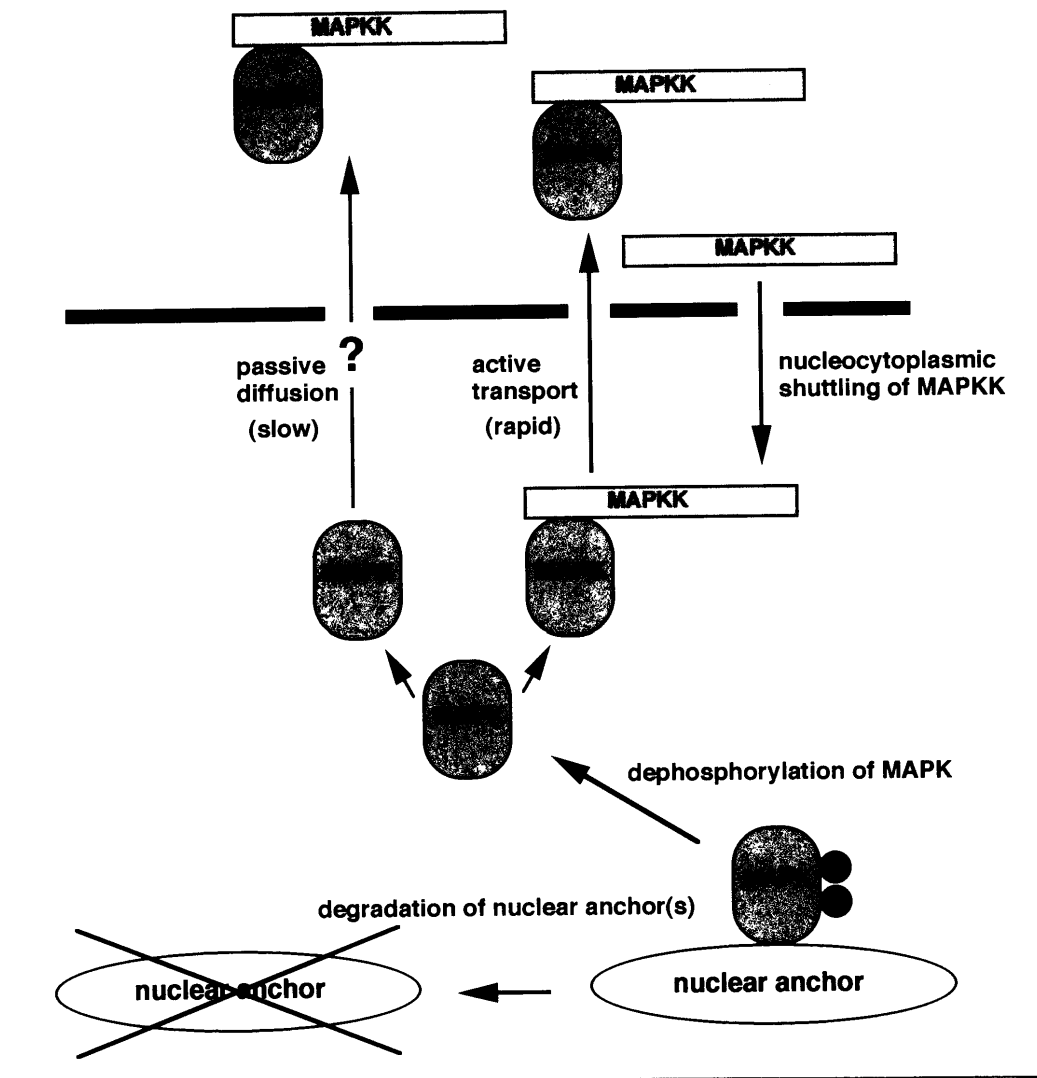 MAPKK
MAPKK
MAPKK
passive
diffusion
(slow)
?
active
transport
(rapid)
nucleocytoplasmic
shuttling of MAPKK
MAPKK
dephosphorylation of MAPK
degradation of nuclear anchor(s)
nuclear anchor
nuclear anchor